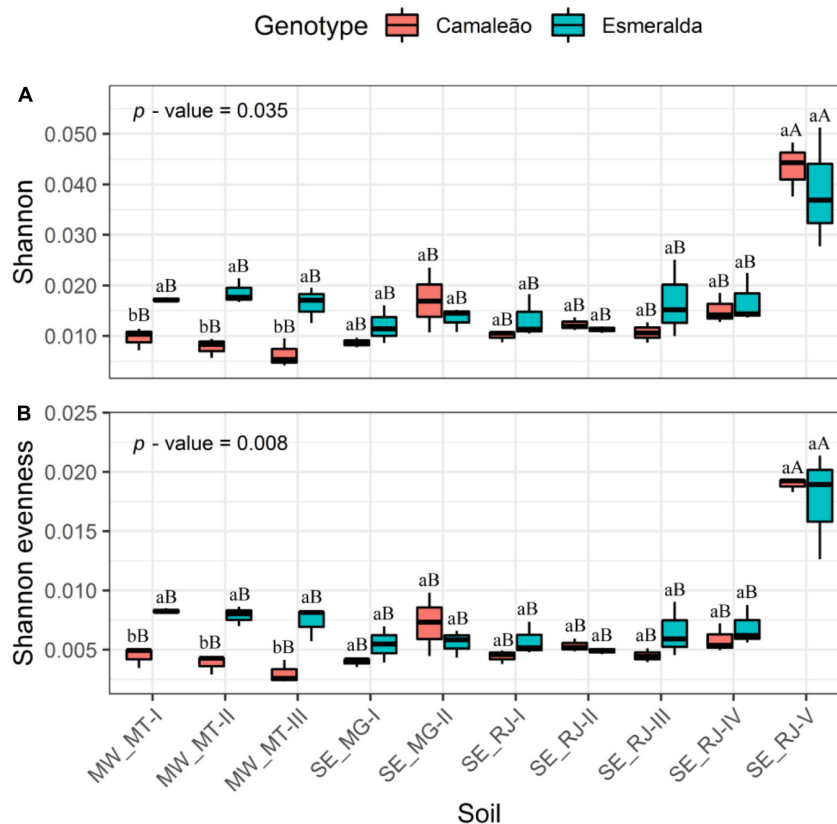 Genotype Camaleão Esmeralda
A
p - value = 0.035
Shannon
0.050
0.040
0.030
0.020
0.010
bB aB bB aB bB aB aB aB aB aB aB aB aB aB aB aB aB aB aA aA
B
p - value = 0.008
Shannon evenness
0.025
0.020
0.015
0.010
0.005
bB aB bB aB bB aB aB aB aB aB aB aB aB aB aB aB aB aB aA aA
MW_MT-I
MW_MT-II
MW_MT-III
SE_MG-I
SE_MG-II
SE_RJ-I
SE_RJ-II
SE_RJ-III
SE_RJ-IV
SE_RJ-V
Soil